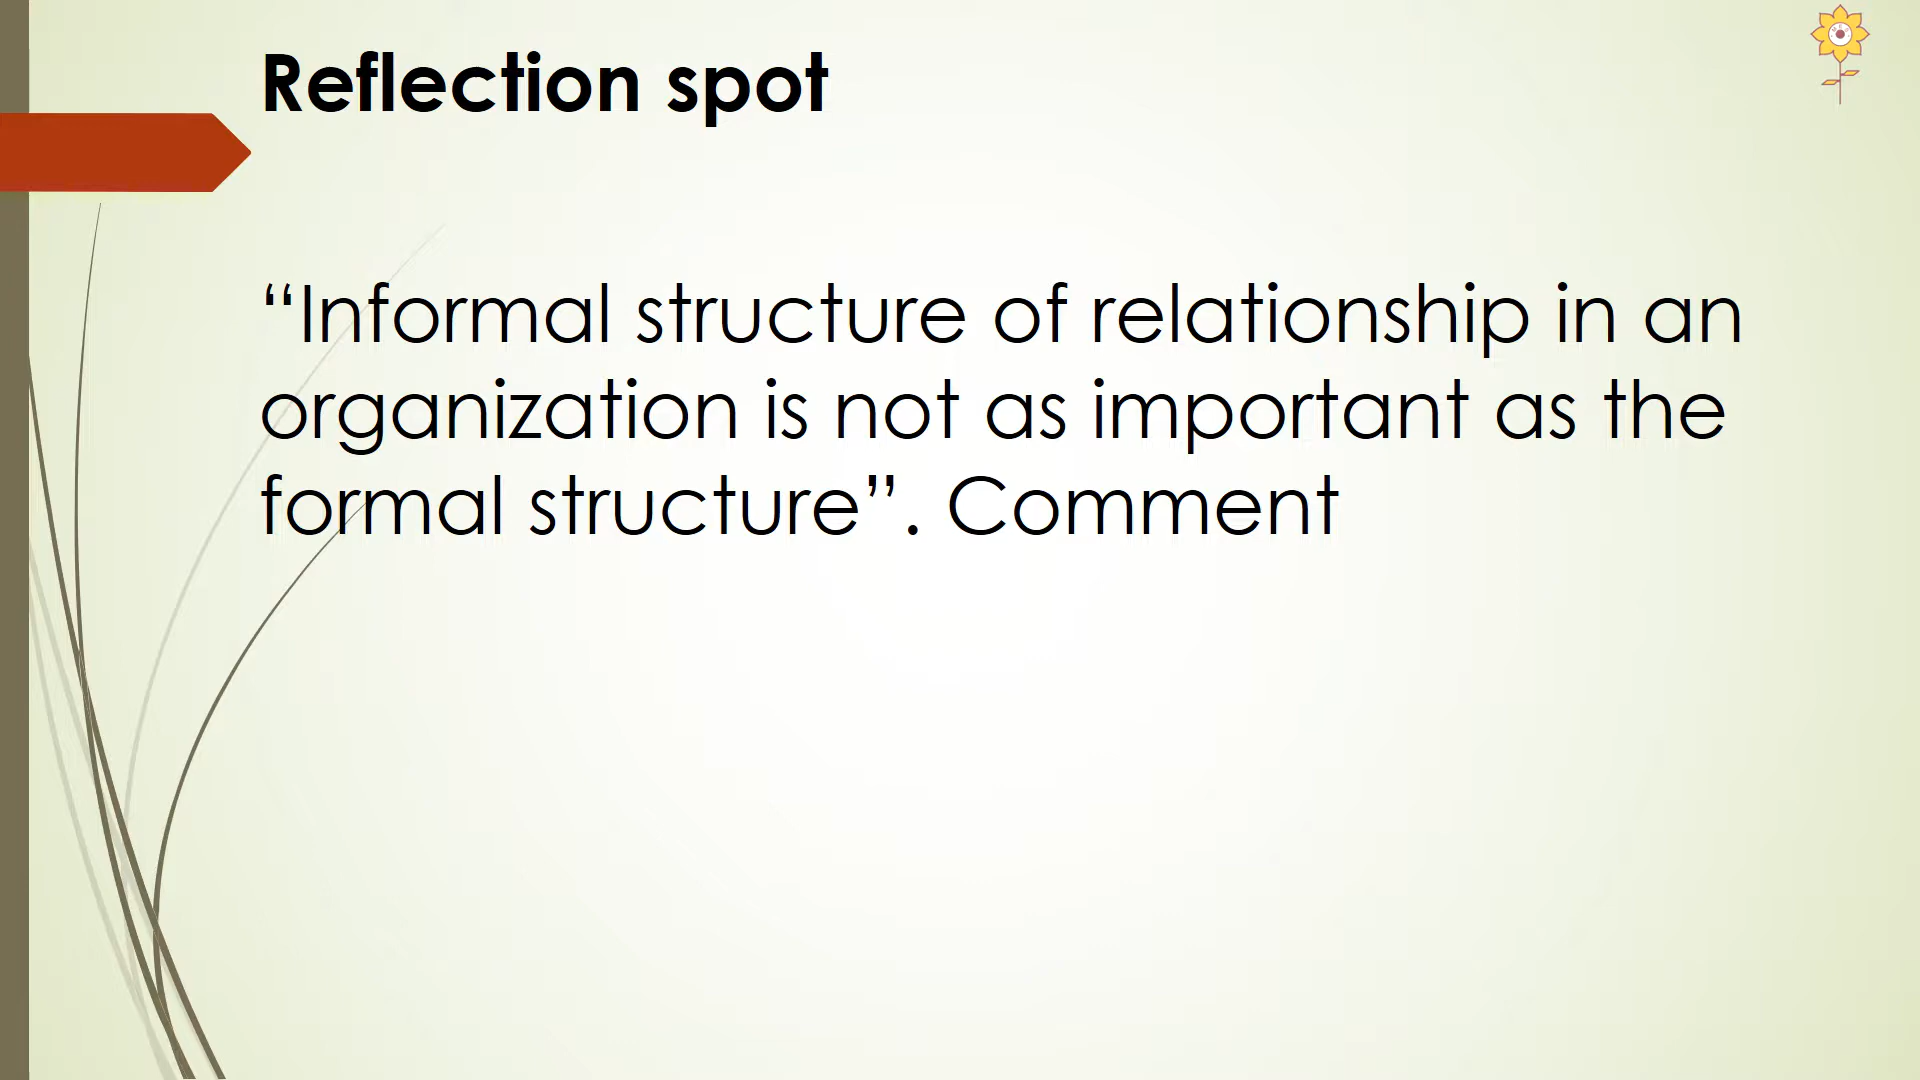 Reflection spot
“Informal structure of relationship in an
organization is not as important as the
formal structure”. Comment